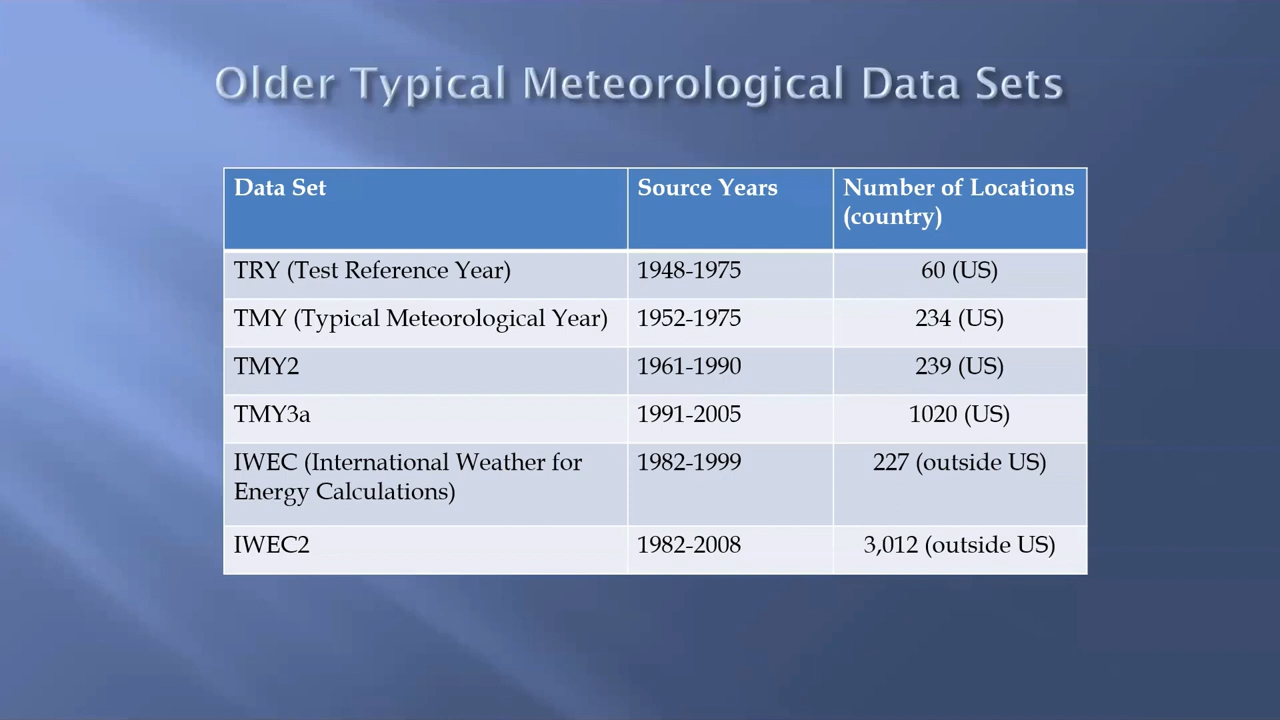 Older Typical Meteorological Data Sets
Data Set Source Years Number of Locations
(country)
TRY (Test Reference Year) 1948-1975 60 (US)
TMY (Typical Meteorological Year) 1952-1975 234 (US)
TMY2 1961-1990 239 (US)
TMY3a 1991-2005 1020 (US)
IWEC (International Weather for 1982-1999 227 (outside US)
Energy Calculations)
IWEC2 1982-2008 3,012 (outside US)